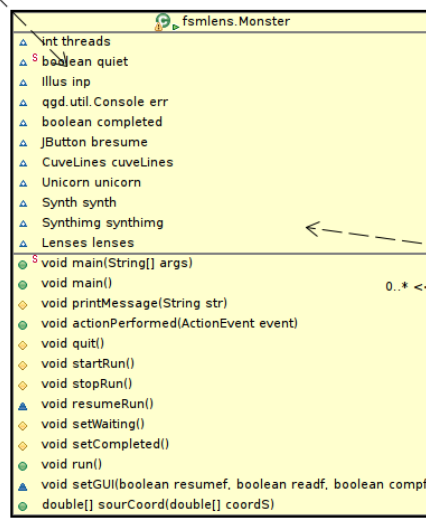 fsmlens.Monster
int threads
S boolean quiet
Illus inp
qgd.util.Console err
boolean completed
JButton bresume
CuveLines cuveLines
Unicorn unicorn
Synth synth
Synthimg synthimg
Lenses lenses
S void main(String[] args)
void main()
0..* <<
void printMessage(String str)
void actionPerformed(ActionEvent event)
void quit()
void startRun()
void stopRun()
void resumeRun()
void setWaiting()
void setCompleted()
void run()
void setGUI(boolean resumef, boolean readf, boolean compf
double[] sourCoord(double[] coordS)